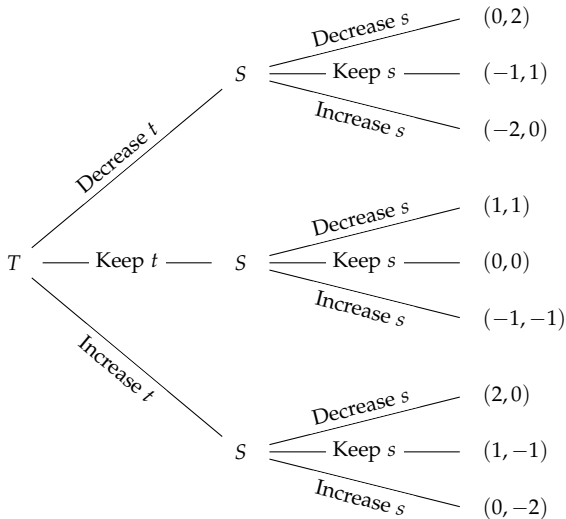 Decrease s (0, 2)
S Keep s (−1, 1)
Increase s (−2, 0)
Decrease t
Decrease s (1, 1)
T Keep t S Keep s (0, 0)
Increase s (−1, −1)
Increase t
Decrease s (2, 0)
S Keep s (1, −1)
Increase s (0, −2)